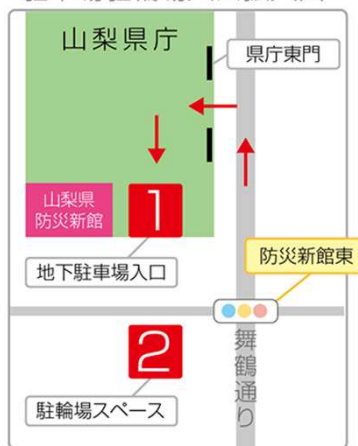 山梨県庁
県庁東門
山梨県
防災新館
1
地下駐車場入口
防災新館東
2
駐輪場スペース
舞鶴通り